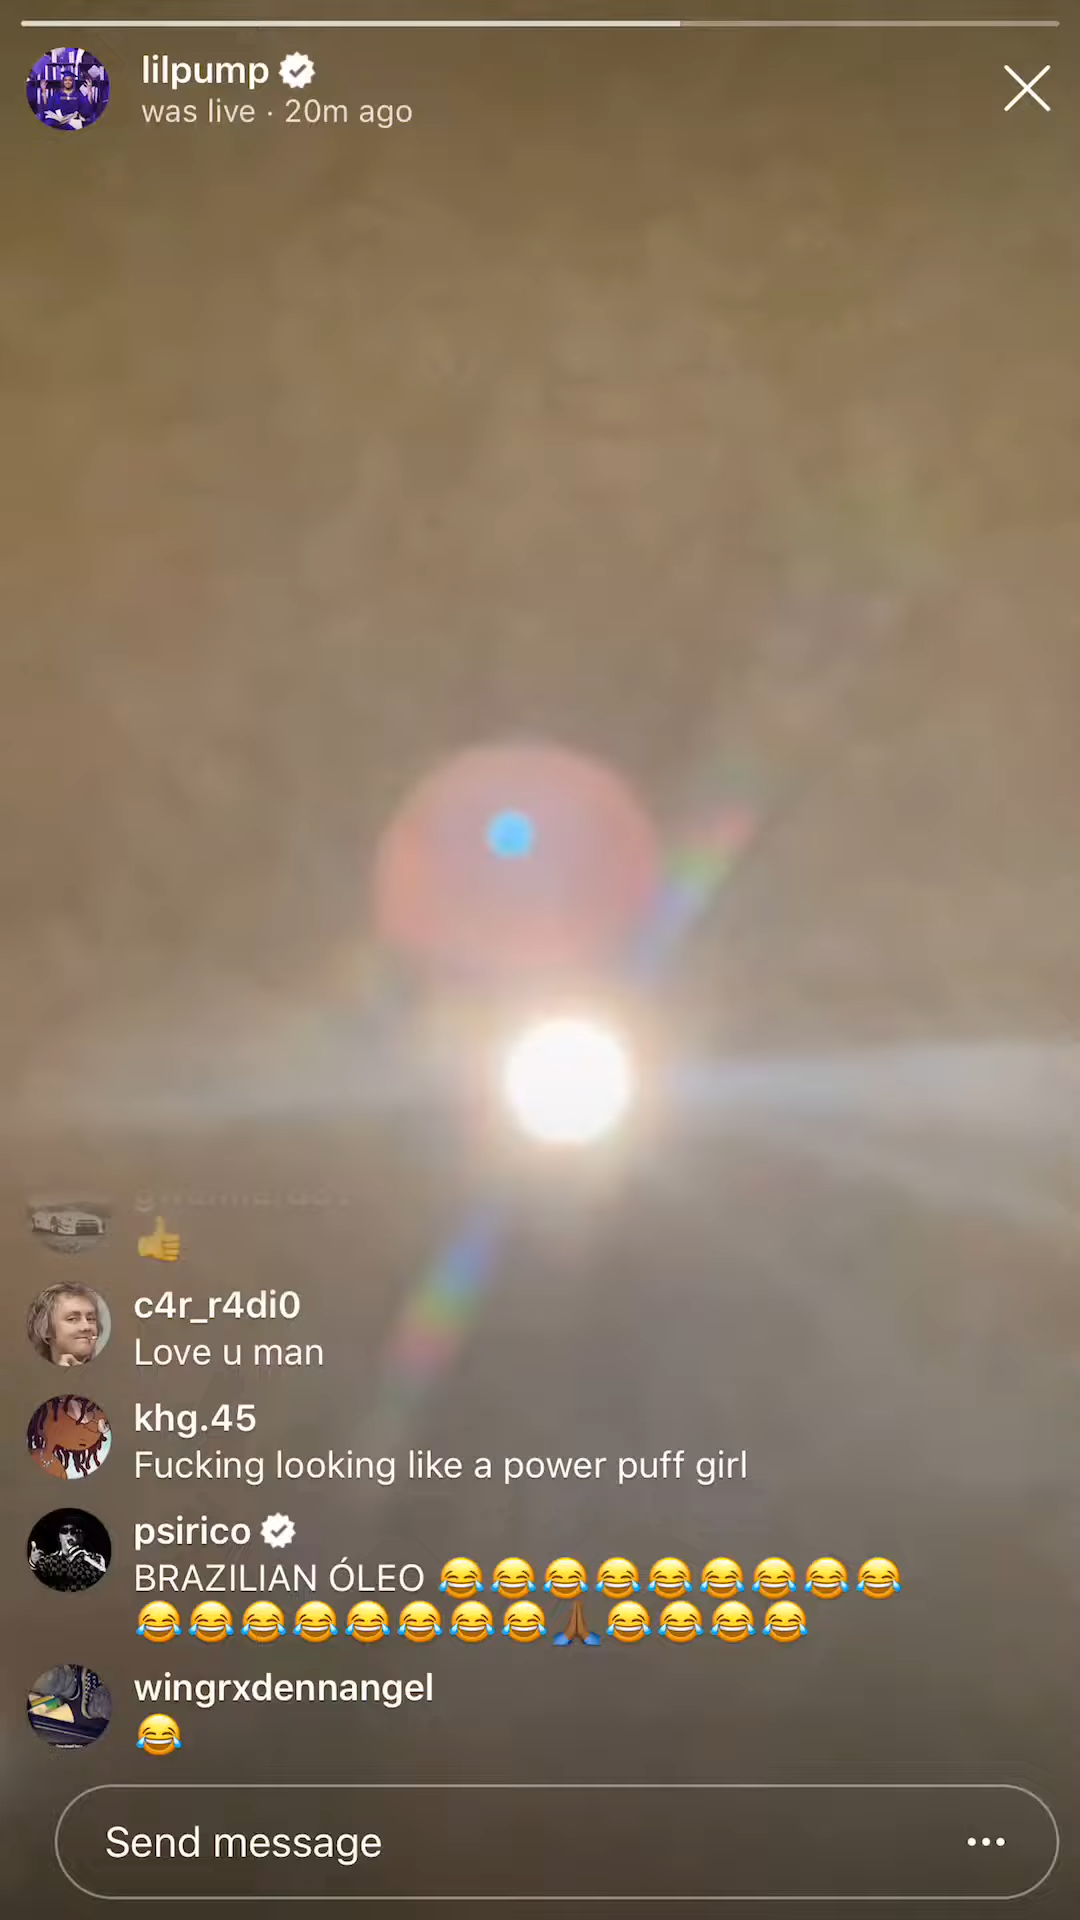 lilpump
was live · 20m ago
👍
c4r_r4di0
Love u man
khg.45
Fucking looking like a power puff girl
psirico
BRAZILIAN ÓLEO 😂😂😂😂😂😂😂😂😂
😂😂😂😂😂😂😂😂🙏🏾😂😂😂😂
wingrxdennangel
😂
Send message